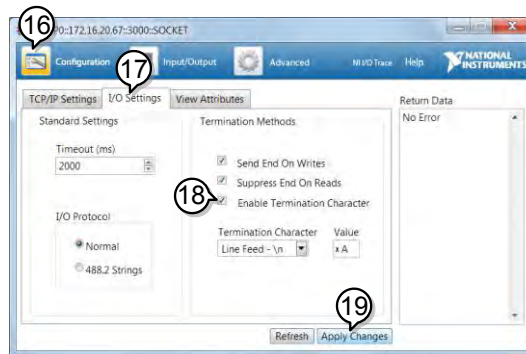 16
P0::172.16.20.67::3000::SOCKET
Configuration
17
Input/Output
Advanced
NI I/O Trace
Help
NATIONAL
INSTRUMENTS
TCP/IP Settings
I/O Settings
View Attributes
Return Data
Standard Settings
Termination Methods
No Error
Timeout (ms)
2000
Send End On Writes
Suppress End On Reads
18
Enable Termination Character
I/O Protocol
Normal
488.2 Strings
Termination Character
Value
Line Feed - \n
x A
19
Refresh
Apply Changes